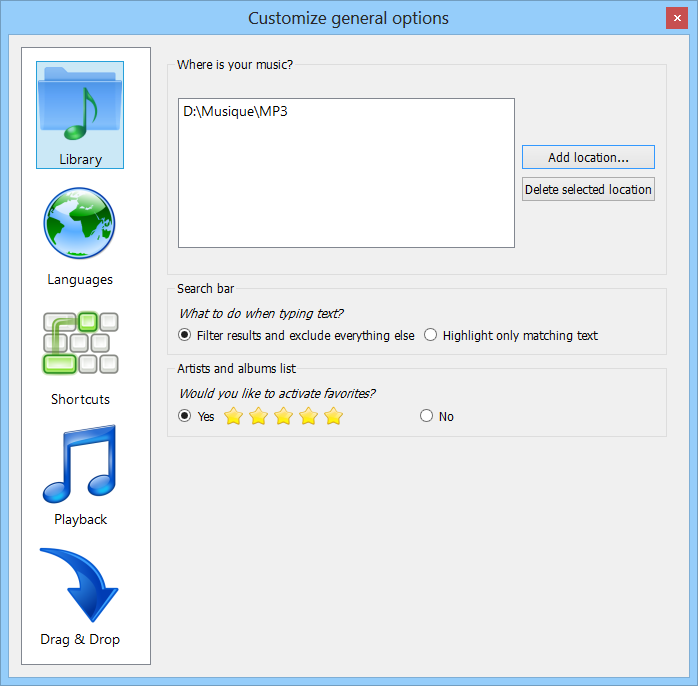 Customize general options
Library
Languages
Shortcuts
Playback
Drag & Drop
Where is your music?
D:\Musique\MP3
Add location...
Delete selected location
Search bar
What to do when typing text?
Filter results and exclude everything else Highlight only matching text
Artists and albums list
Would you like to activate favorites?
Yes No